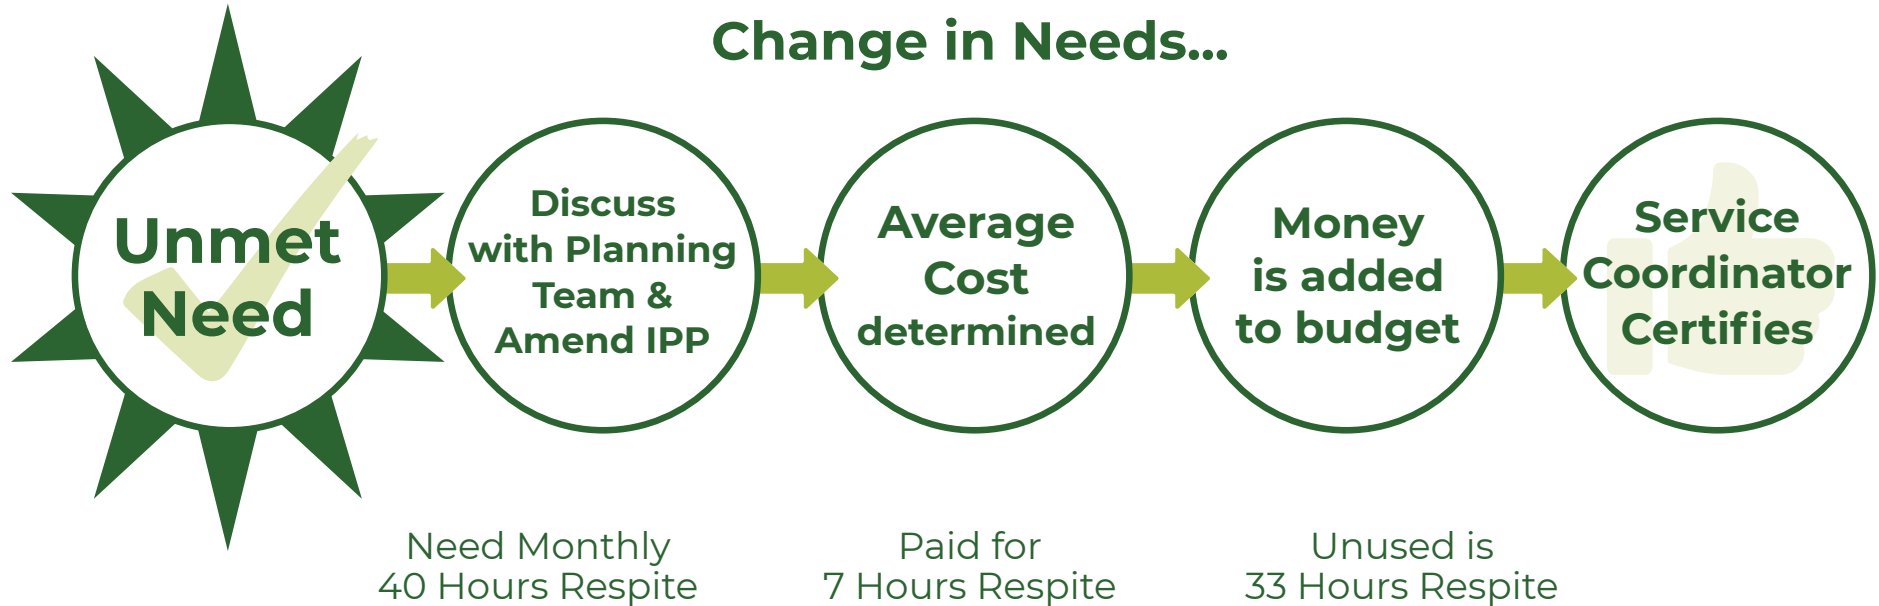 Change in Needs...
Unmet
Need
Discuss
with Planning
Team &
Amend IPP
Average
Cost
determined
Money
is added
to budget
Service
Coordinator
Certifies
Need Monthly
40 Hours Respite
Paid for
7 Hours Respite
Unused is
33 Hours Respite